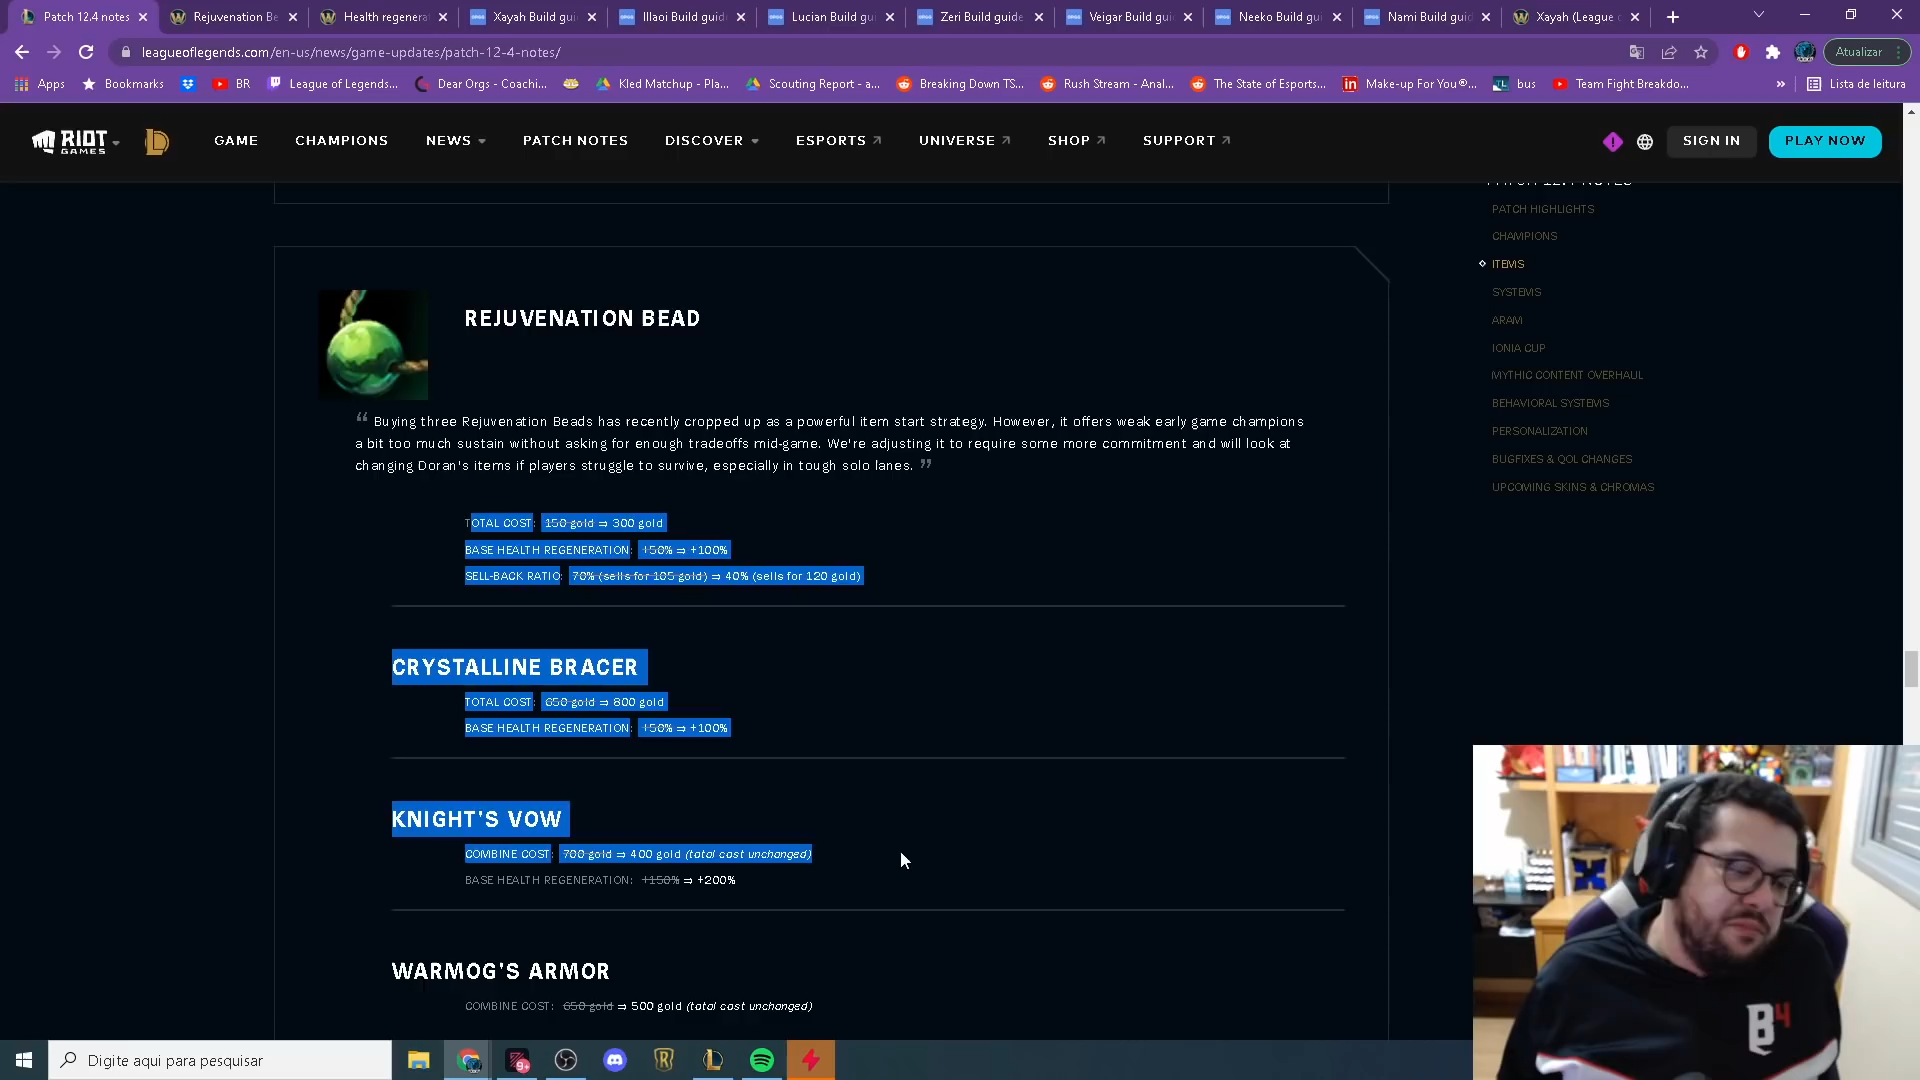 Patch 12.4 notes
Rejuvenation Be
Health regenera
Xayah Build gui
Illaoi Build guid
Lucian Build gu
Zeri Build guide
Veigar Build gui
Neeko Build gu
Nami Build guid
Xayah (League o
leagueoflegends.com/en-us/news/game-updates/patch-12-4-notes/
Atualizar
Apps
Bookmarks
BR
League of Legends...
Dear Orgs - Coachi...
Kled Matchup - Pla...
Scouting Report - a...
Breaking Down TS...
Rush Stream - Anal...
The State of Esports...
Make-up For You®...
bus
Team Fight Breakdo...
»
Lista de leitura
RIOT GAMES
GAME
CHAMPIONS
NEWS
PATCH NOTES
DISCOVER
ESPORTS
UNIVERSE
SHOP
SUPPORT
SIGN IN
PLAY NOW
PATCH 12.4 NOTES
PATCH HIGHLIGHTS
CHAMPIONS
ITEMS
SYSTEMS
ARAM
IONIA CUP
MYTHIC CONTENT OVERHAUL
BEHAVIORAL SYSTEMS
PERSONALIZATION
BUGFIXES & QOL CHANGES
UPCOMING SKINS & CHROMAS
REJUVENATION BEAD
“ Buying three Rejuvenation Beads has recently cropped up as a powerful item start strategy. However, it offers weak early game champions
a bit too much sustain without asking for enough tradeoffs mid-game. We're adjusting it to require some more commitment and will look at
changing Doran's items if players struggle to survive, especially in tough solo lanes. ”
TOTAL COST: 150 gold ⇒ 300 gold
BASE HEALTH REGENERATION: +50% ⇒ +100%
SELL-BACK RATIO: 70% (sells for 105 gold) ⇒ 40% (sells for 120 gold)
CRYSTALLINE BRACER
TOTAL COST: 650 gold ⇒ 800 gold
BASE HEALTH REGENERATION: +50% ⇒ +100%
KNIGHT'S VOW
COMBINE COST: 700 gold ⇒ 400 gold (total cost unchanged)
BASE HEALTH REGENERATION: +150% ⇒ +200%
WARMOG'S ARMOR
COMBINE COST: 650 gold ⇒ 500 gold (total cost unchanged)
B4
Digite aqui para pesquisar
9+